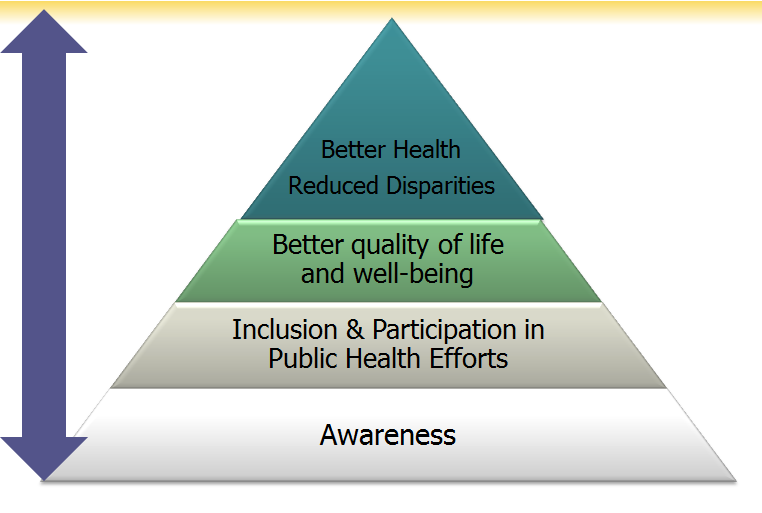 Better Health
Reduced Disparities
Better quality of life
and well-being
Inclusion & Participation in
Public Health Efforts
Awareness